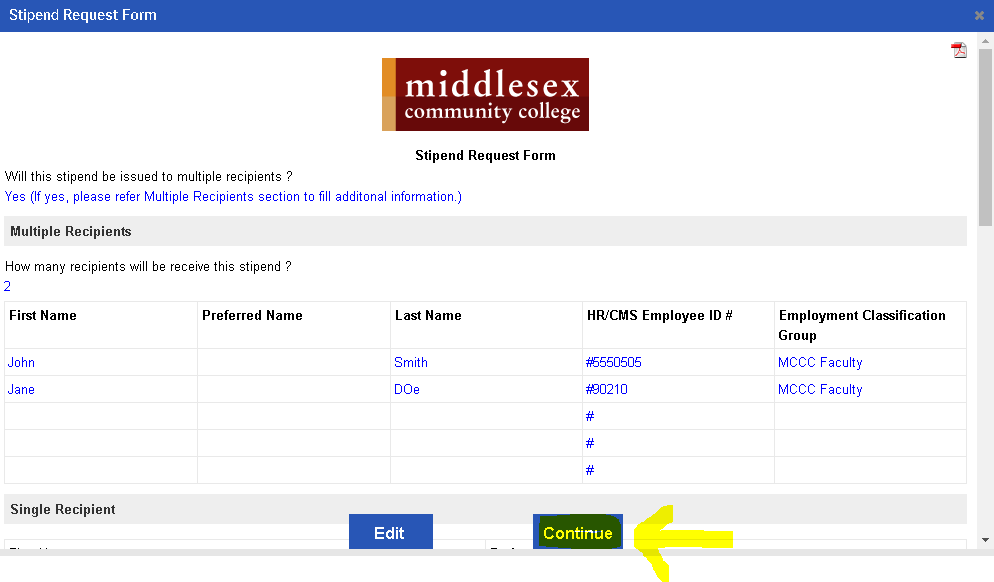 Stipend Request Form
middlesex
community college
Stipend Request Form
Will this stipend be issued to multiple recipients ?
Yes (If yes, please refer Multiple Recipients section to fill additonal information.)
Multiple Recipients
How many recipients will be receive this stipend ?
2
First Name Preferred Name Last Name HR/CMS Employee ID # Employment Classification Group
John Smith #5550505 MCCC Faculty
Jane DOe #90210 MCCC Faculty
#
#
#
Single Recipient
Edit Continue